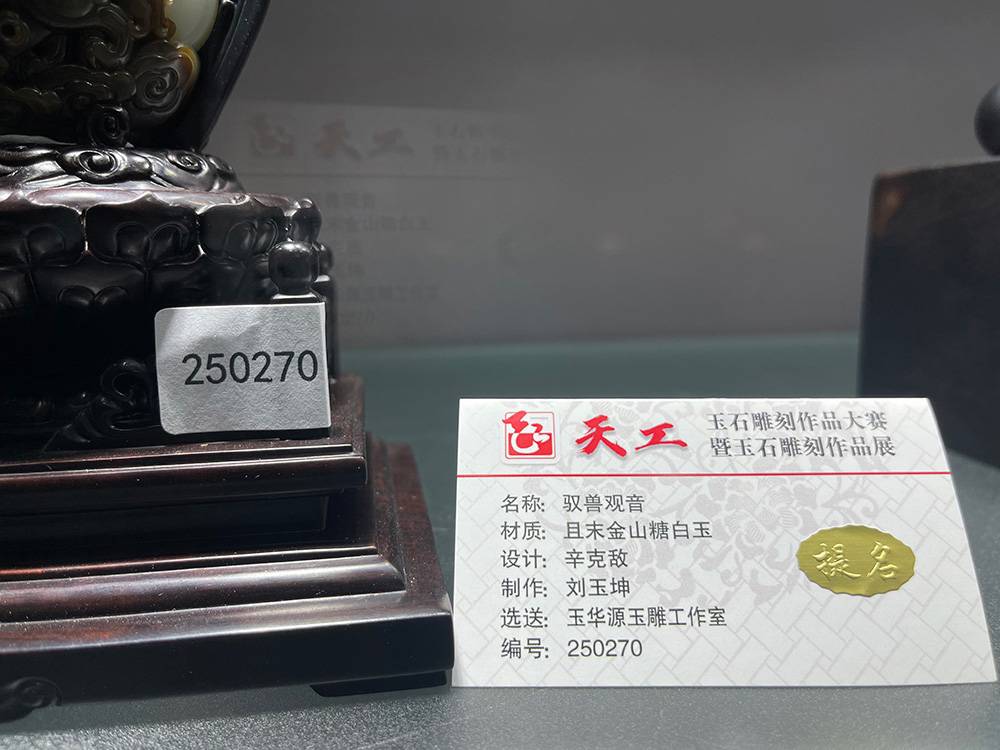 250270
天工
玉石雕刻作品大赛
暨玉石雕刻作品展
名称: 驭兽观音
材质: 且末金山糖白玉
设计: 辛克敌
制作: 刘玉坤
选送: 玉华源玉雕工作室
编号: 250270
提名